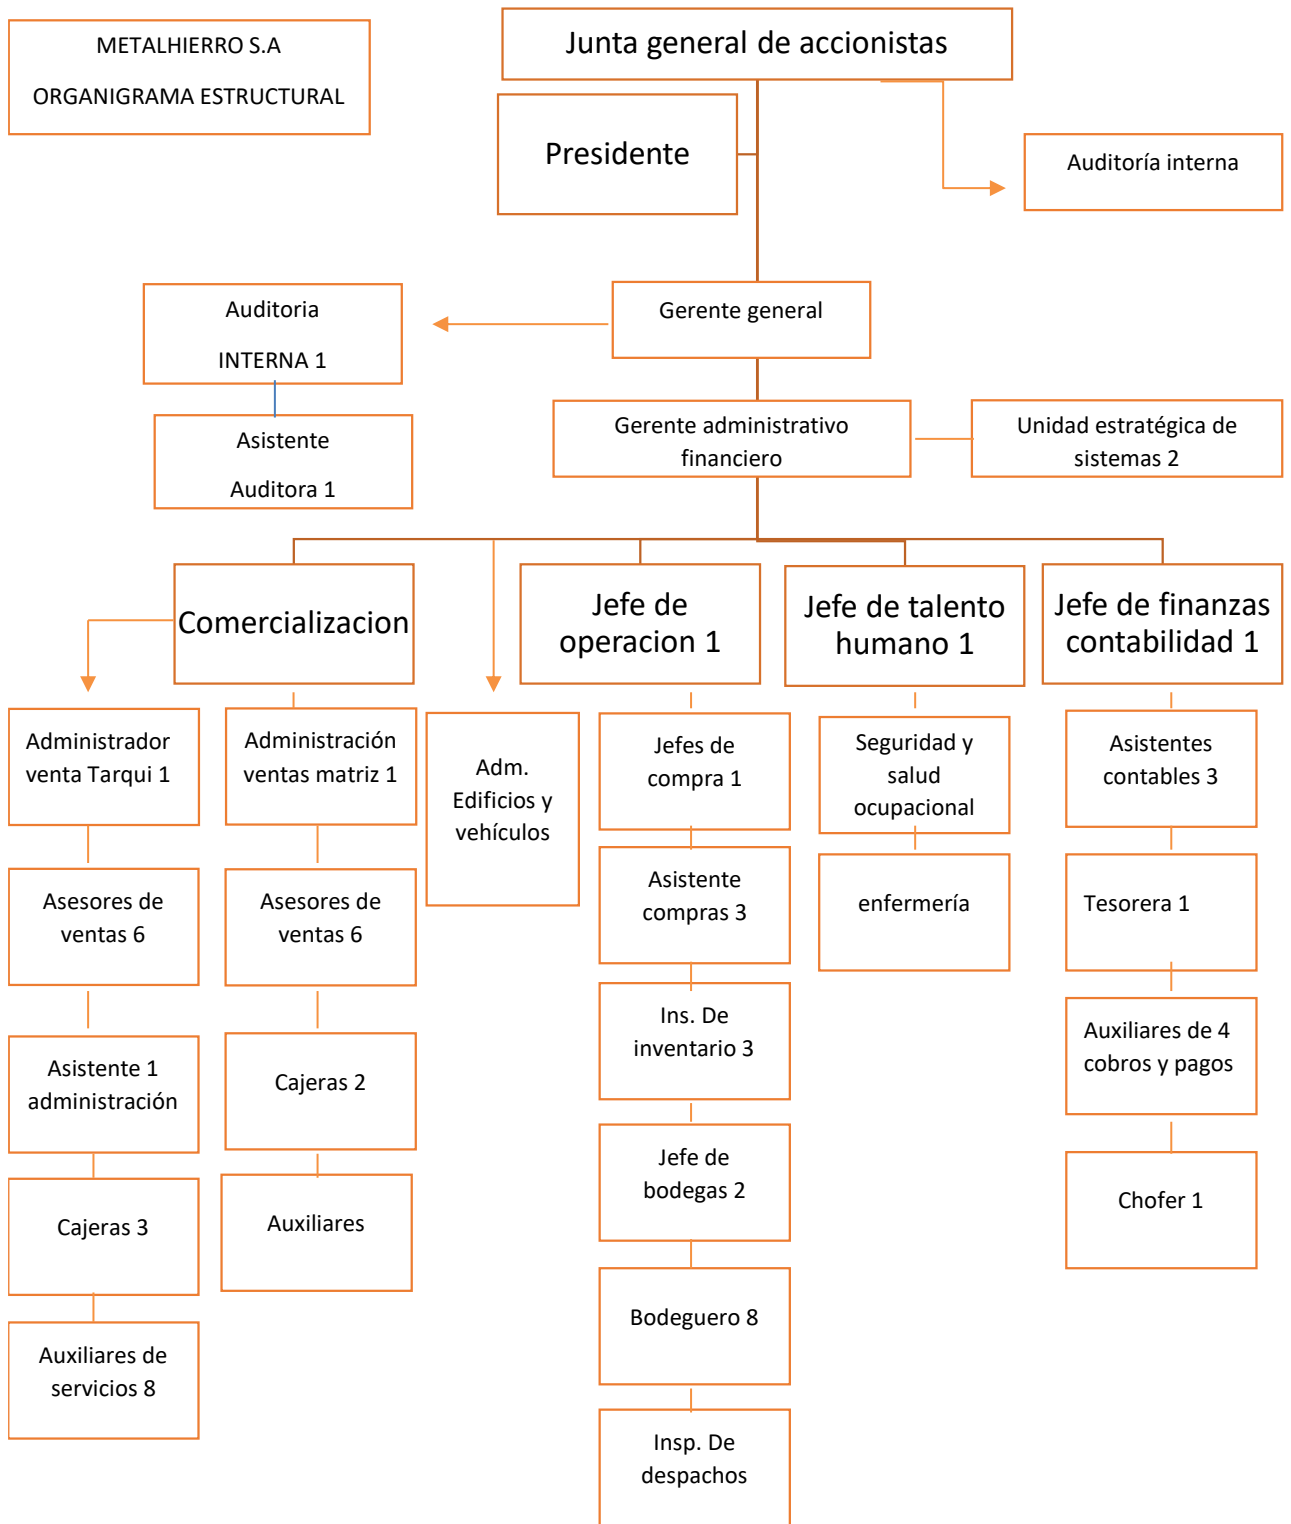 METALHIERRO S.A
ORGANIGRAMA ESTRUCTURAL
Junta general de accionistas
Presidente
Auditoría interna
Auditoria
INTERNA 1
Gerente general
Asistente
Auditora 1
Gerente administrativo
financiero
Unidad estratégica de
sistemas 2
Comercializacion
Jefe de
operacion 1
Jefe de talento
humano 1
Jefe de finanzas
contabilidad 1
Administrador
venta Tarqui 1
Administración
ventas matriz 1
Adm.
Edificios y
vehículos
Jefes de
compra 1
Seguridad y
salud
ocupacional
Asistentes
contables 3
Asesores de
ventas 6
Asesores de
ventas 6
Asistente
compras 3
enfermería
Tesorera 1
Asistente 1
administración
Cajeras 2
Ins. De
inventario 3
Auxiliares de 4
cobros y pagos
Cajeras 3
Auxiliares
Jefe de
bodegas 2
Chofer 1
Auxiliares de
servicios 8
Bodeguero 8
Insp. De
despachos